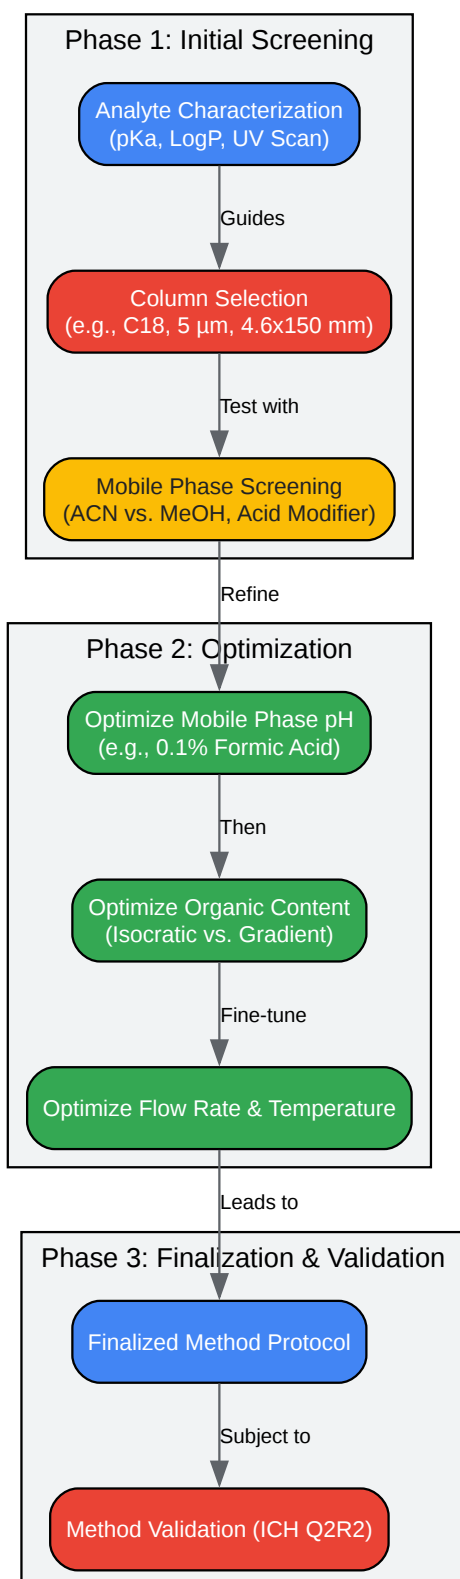 Phase 1: Initial Screening
Analyte Characterization
(pKa, LogP, UV Scan)
Guides
Column Selection
(e.g., C18, 5 µm, 4.6x150 mm)
Test with
Mobile Phase Screening
(ACN vs. MeOH, Acid Modifier)
Refine
Phase 2: Optimization
Optimize Mobile Phase pH
(e.g., 0.1% Formic Acid)
Then
Optimize Organic Content
(Isocratic vs. Gradient)
Fine-tune
Optimize Flow Rate & Temperature
Leads to
Phase 3: Finalization & Validation
Finalized Method Protocol
Subject to
Method Validation (ICH Q2R2)